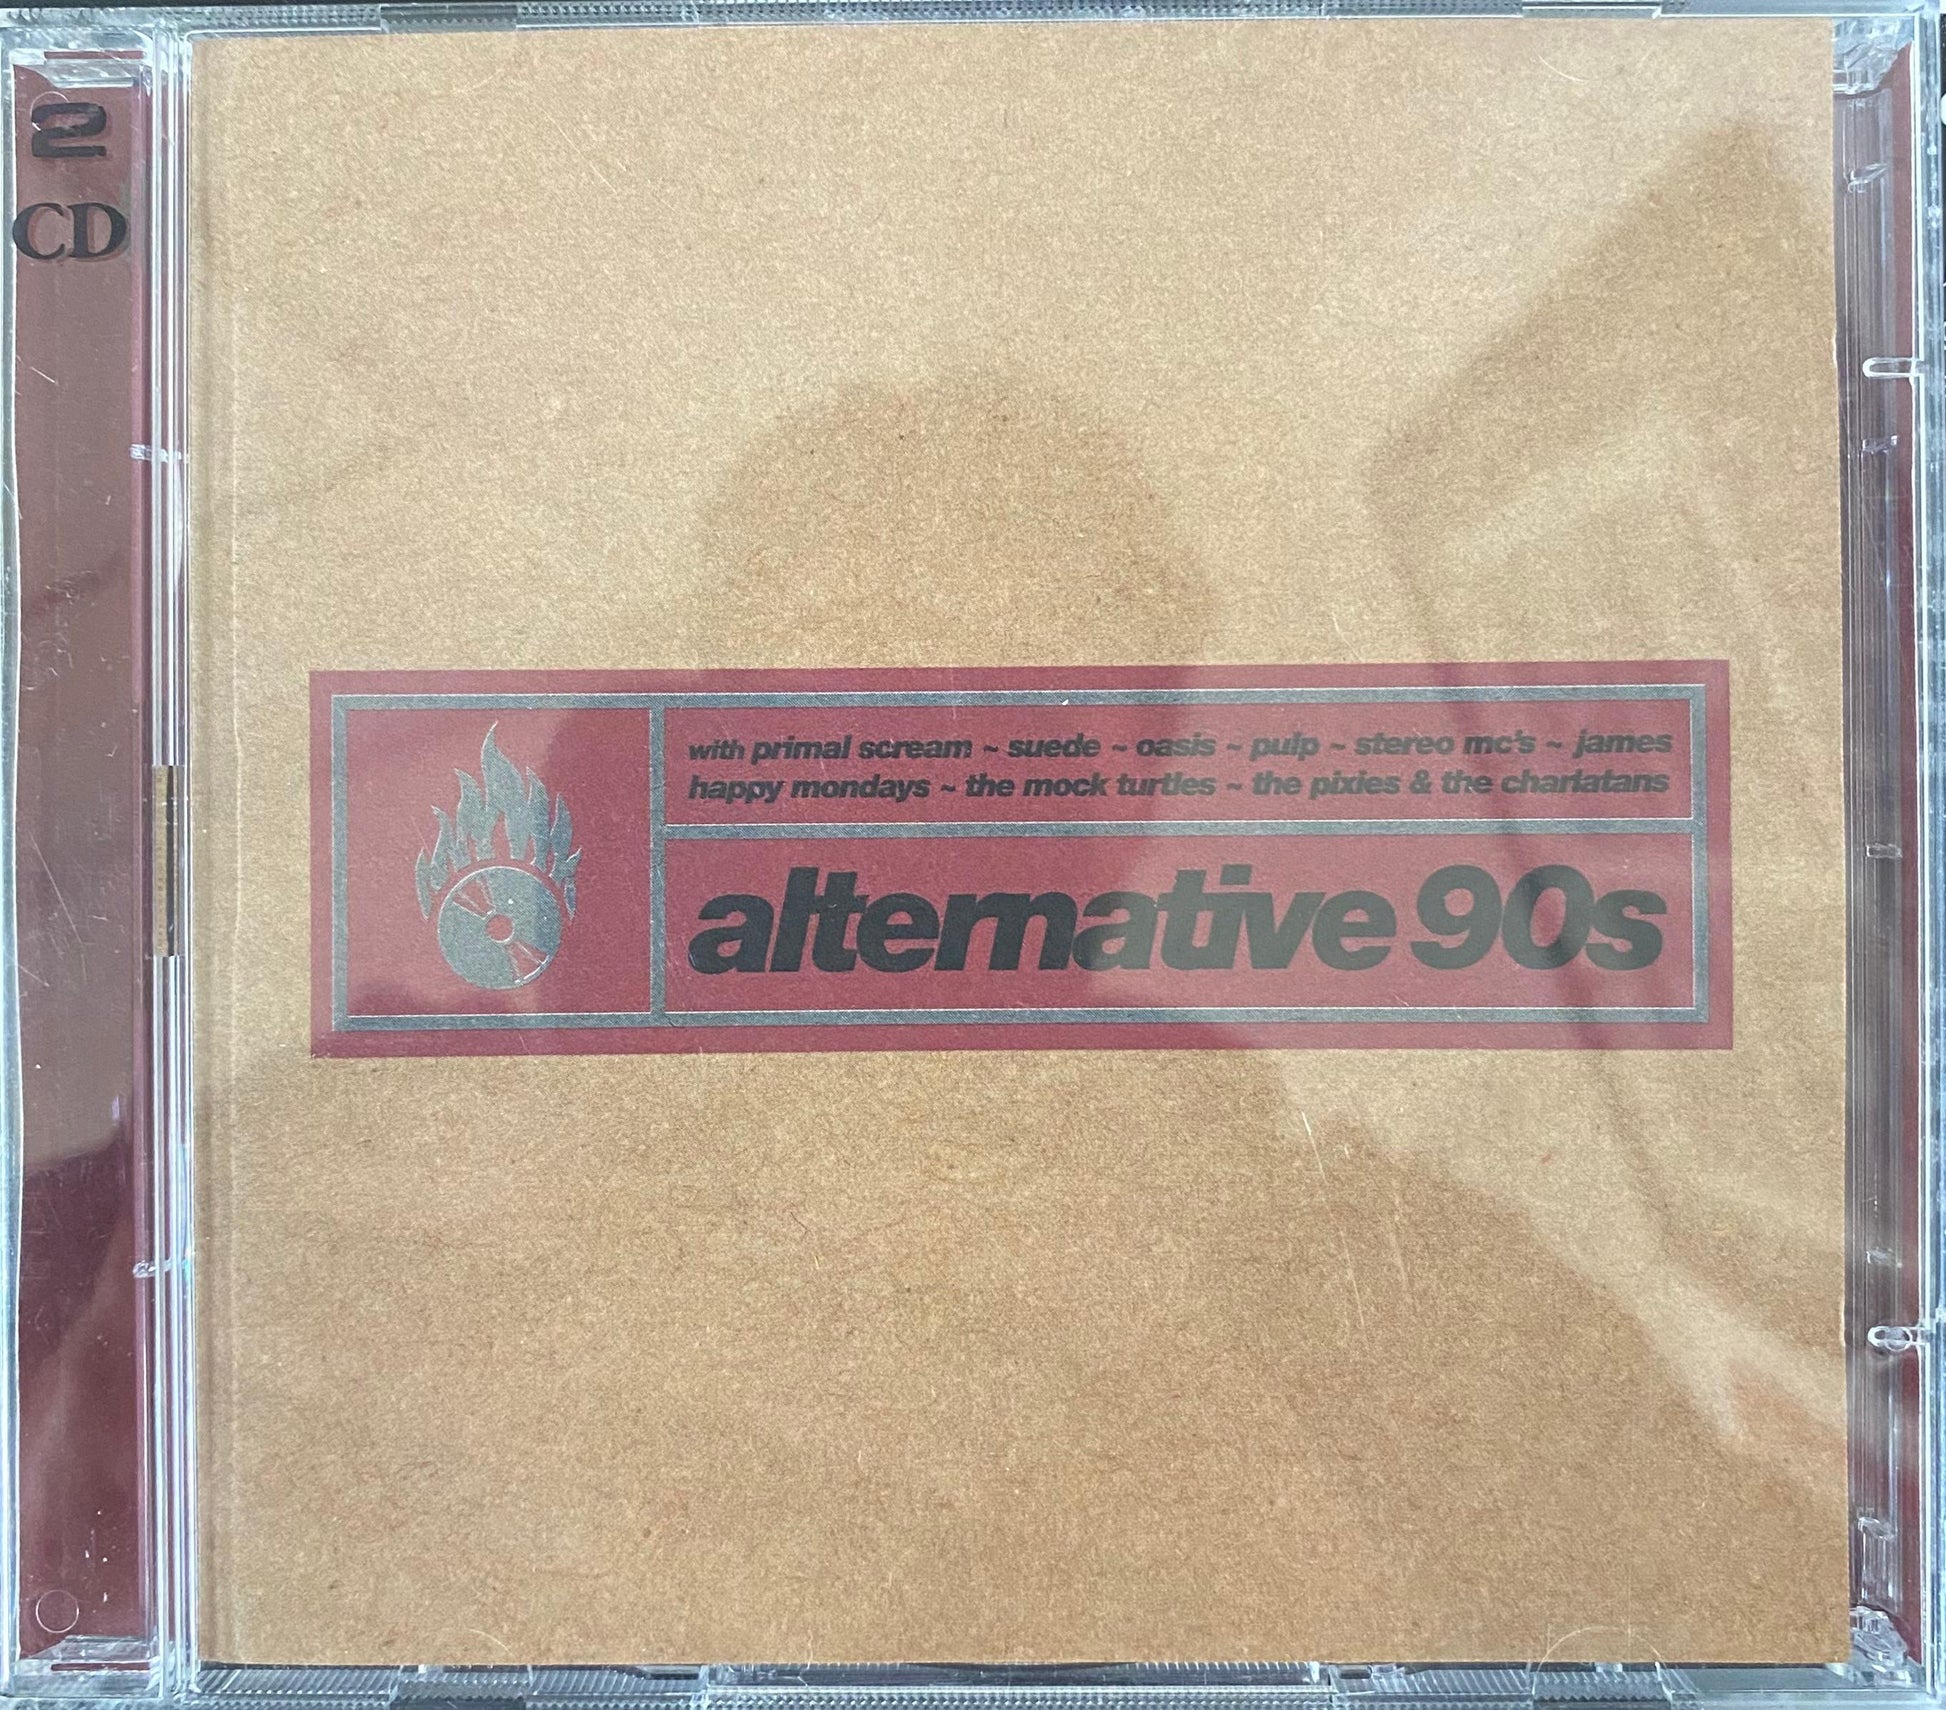 2
CD
with primal scream ~ suede ~ oasis ~ pulp ~ stereo mc's ~ james
happy mondays ~ the mock turtles ~ the pixies & the charlatans
alternative 90s